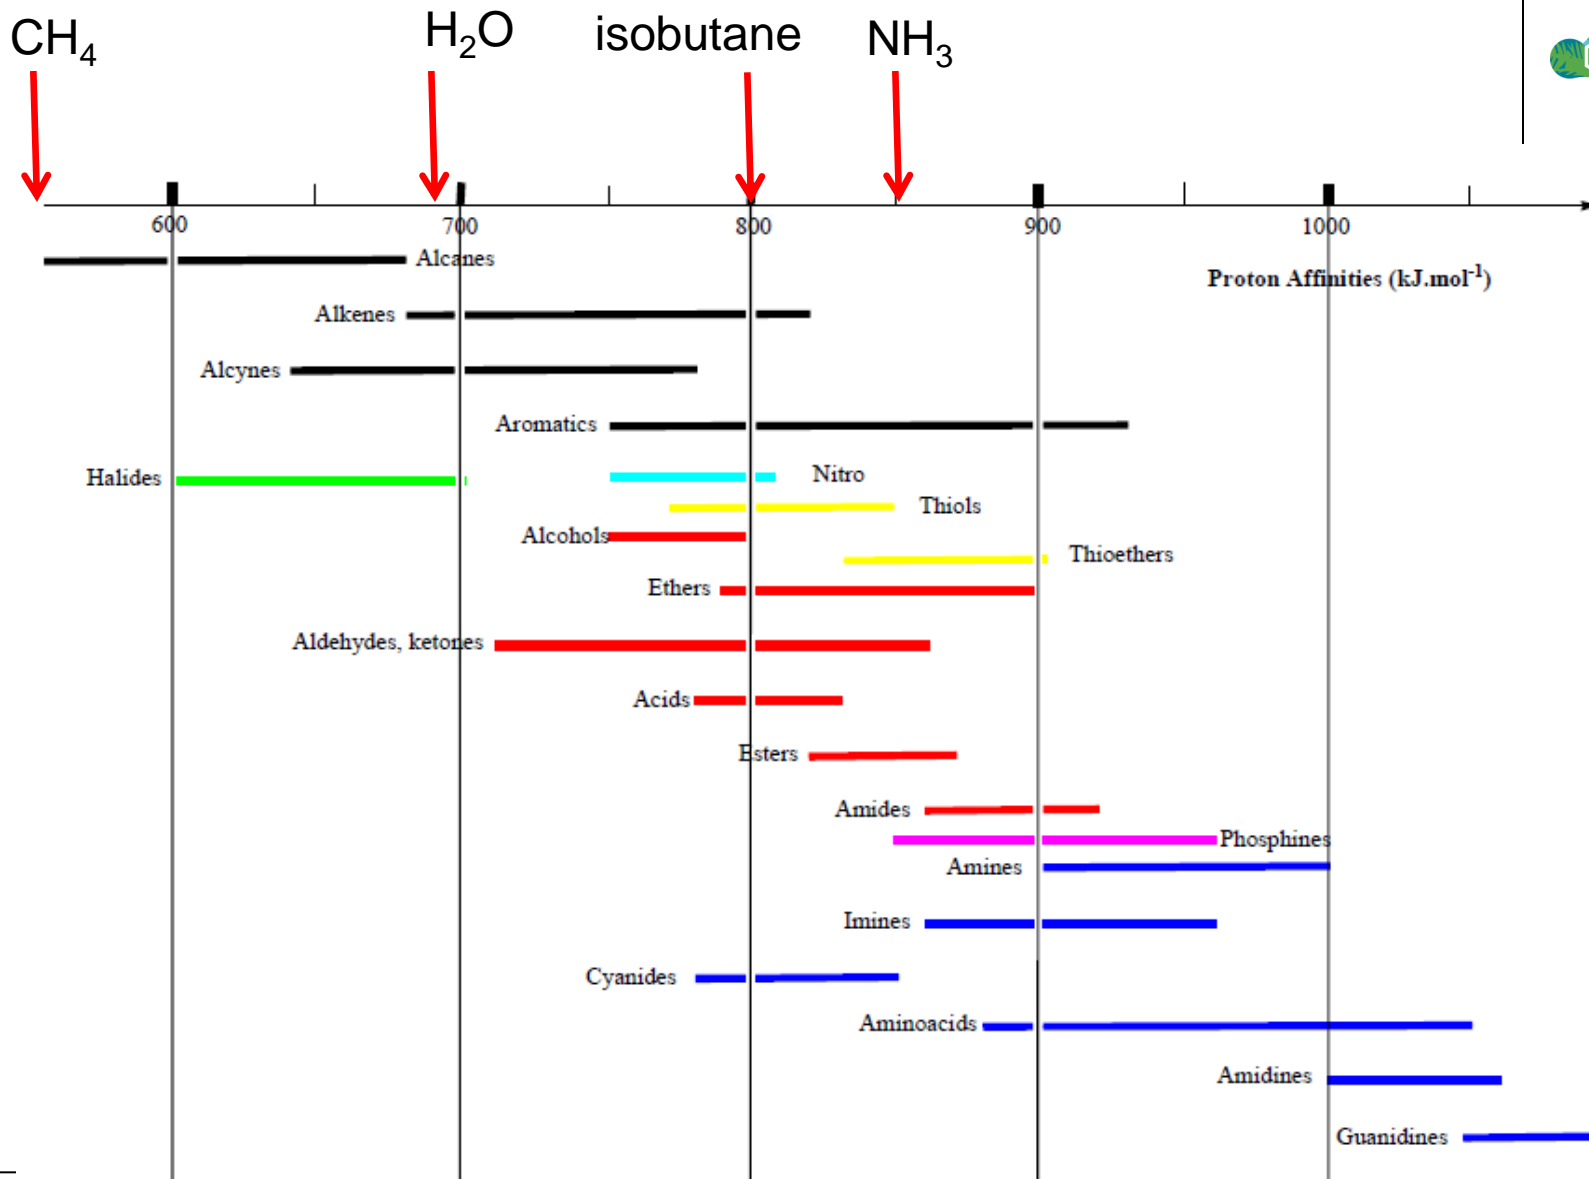 CH₄ H₂O isobutane NH₃
600 700 800 900 1000
Alcanes
Proton Affinities (kJ.mol⁻¹)
Alkenes
Alcynes
Aromatics
Halides Nitro
Thiols
Alcohols
Thioethers
Ethers
Aldehydes, ketones
Acids
Esters
Amides
Phosphines
Amines
Imines
Cyanides
Aminoacids
Amidines
Guanidines